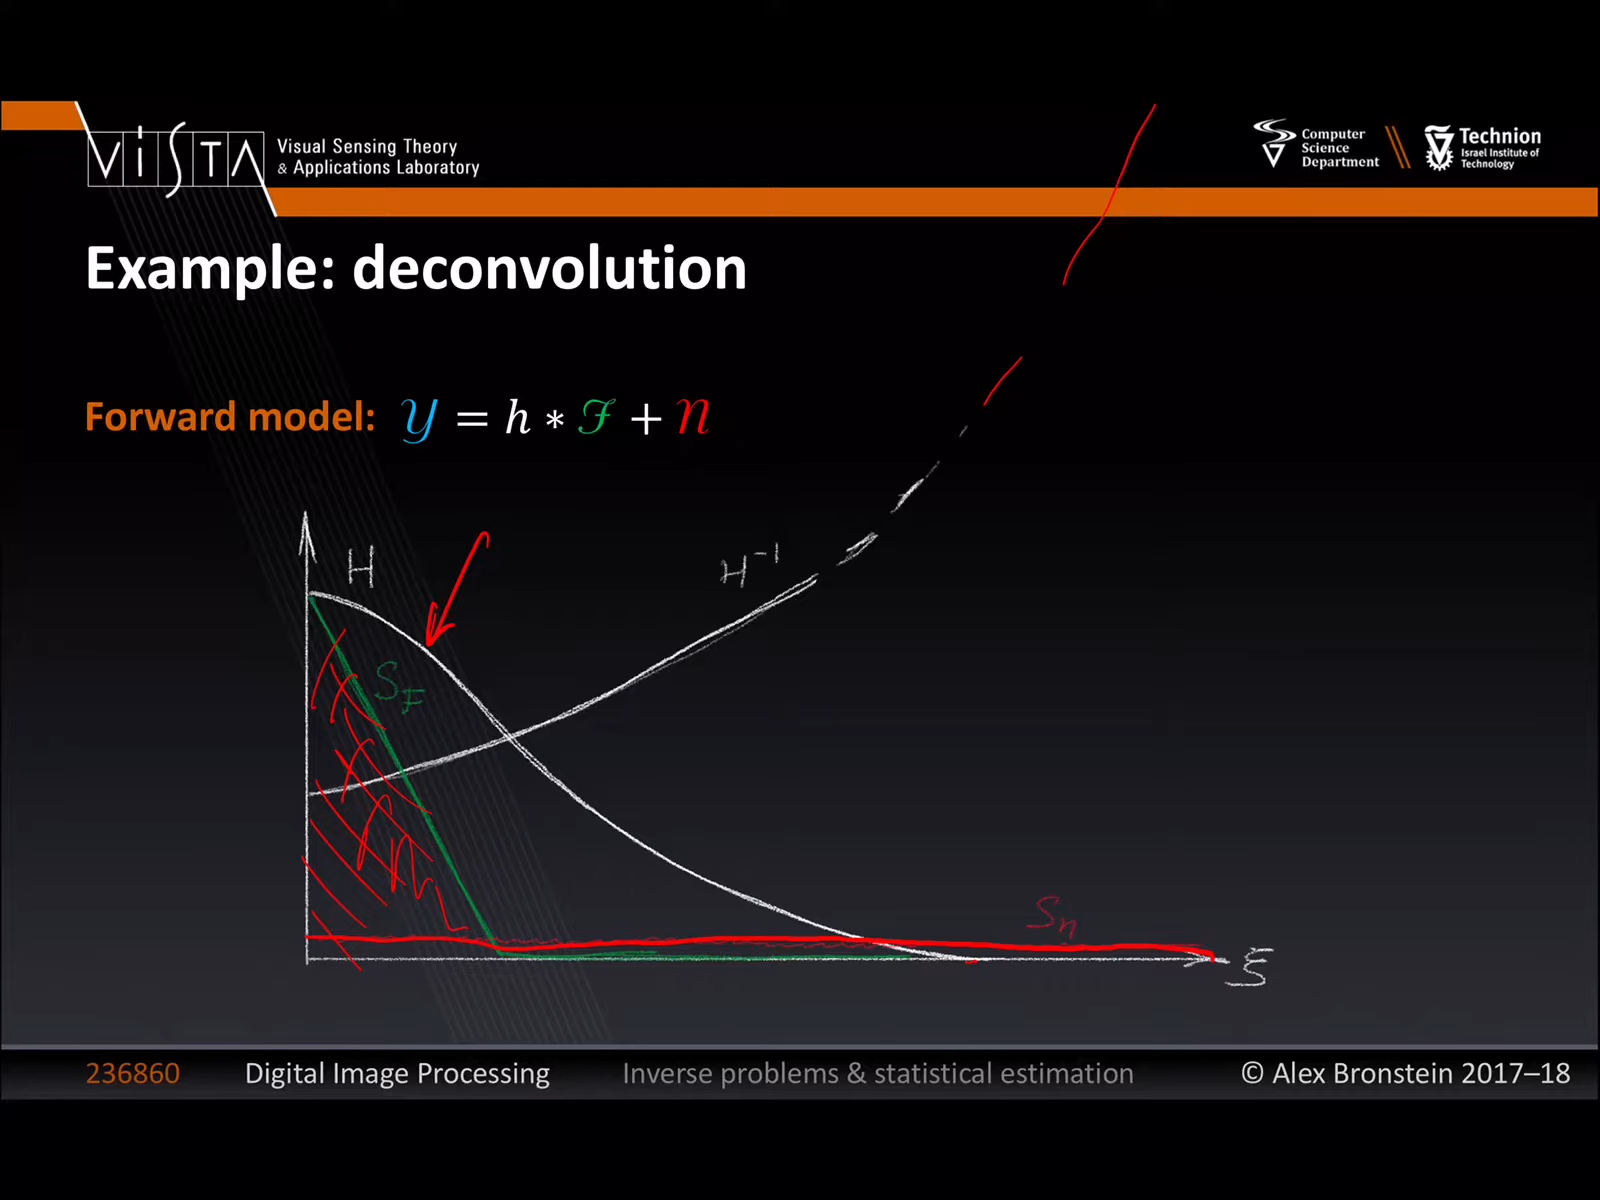 ViSTA
Visual Sensing Theory
& Applications Laboratory
Computer
Science
Department
Technion
Israel Institute of
Technology
Example: deconvolution
Forward model: 𝒴 = h * ℱ + 𝒩
H
H⁻¹
S_F
S_n
ξ
236860 Digital Image Processing Inverse problems & statistical estimation © Alex Bronstein 2017–18